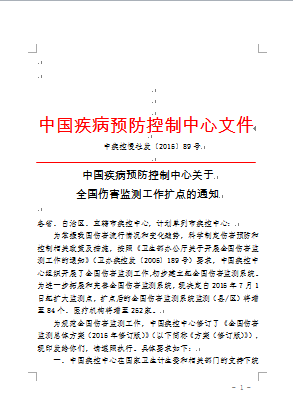 中国疾病预防控制中心文件
中疾控慢社发〔2015〕89号
中国疾病预防控制中心关于
全国伤害监测工作扩点的通知
各省、自治区、直辖市疾控中心，计划单列市疾控中心：
为掌握我国伤害流行情况和变化趋势，科学制定伤害预防和
控制相关政策及措施，按照《卫生部办公厅关于开展全国伤害监
测工作的通知》（卫办疾控发〔2005〕189号）要求，中国疾控中
心组织开展了全国伤害监测工作,初步建立起全国伤害监测系统。
为进一步拓展和完善全国伤害监测系统，现决定自2015年7月1
日起扩大监测点，扩点后的全国伤害监测系统监测（县/区）将增
至84个、医疗机构将增至252家。
为规范全国伤害监测工作，中国疾控中心修订了《全国伤害
监测总体方案（2015年修订版）》（以下简称《方案（修订版）》），
现印发给你们，请遵照执行。具体要求如下：
一、中国疾控中心在国家卫生计生委和相关部门的支持下统
- 1 -